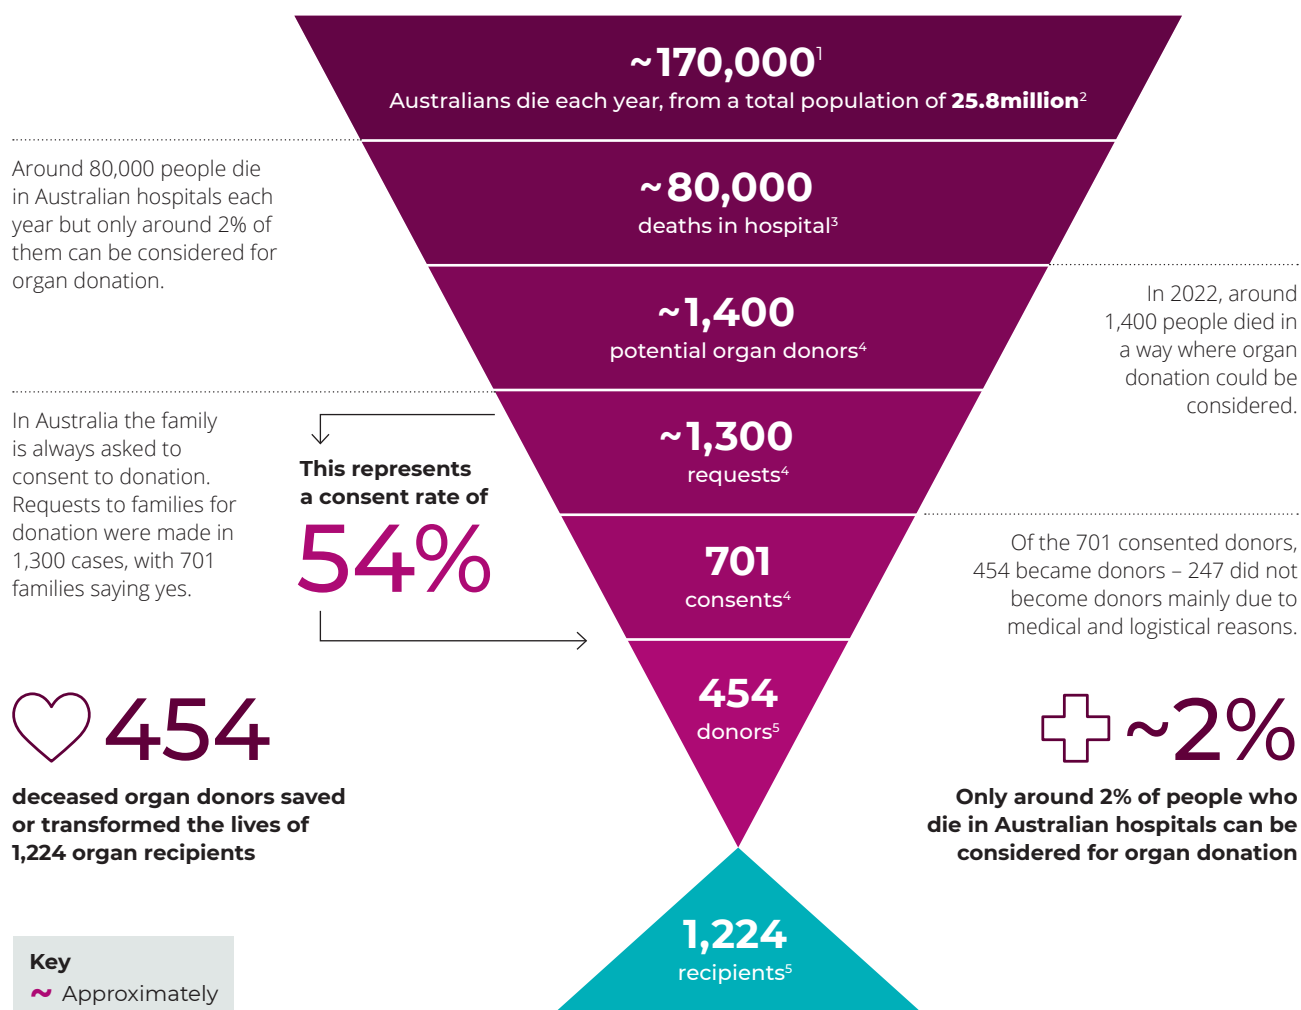 ~170,000¹
Australians die each year, from a total population of 25.8million²
Around 80,000 people die
in Australian hospitals each
year but only around 2% of
them can be considered for
organ donation.
~80,000
deaths in hospital³
~1,400
potential organ donors⁴
In 2022, around
1,400 people died in
a way where organ
donation could be
considered.
In Australia the family
is always asked to
consent to donation.
Requests to families for
donation were made in
1,300 cases, with 701
families saying yes.
This represents
a consent rate of
54%
~1,300
requests⁴
701
consents⁴
Of the 701 consented donors,
454 became donors – 247 did not
become donors mainly due to
medical and logistical reasons.
454
donors⁵
454
deceased organ donors saved
or transformed the lives of
1,224 organ recipients
~2%
Only around 2% of people who
die in Australian hospitals can be
considered for organ donation
1,224
recipients⁵
Key
~ Approximately